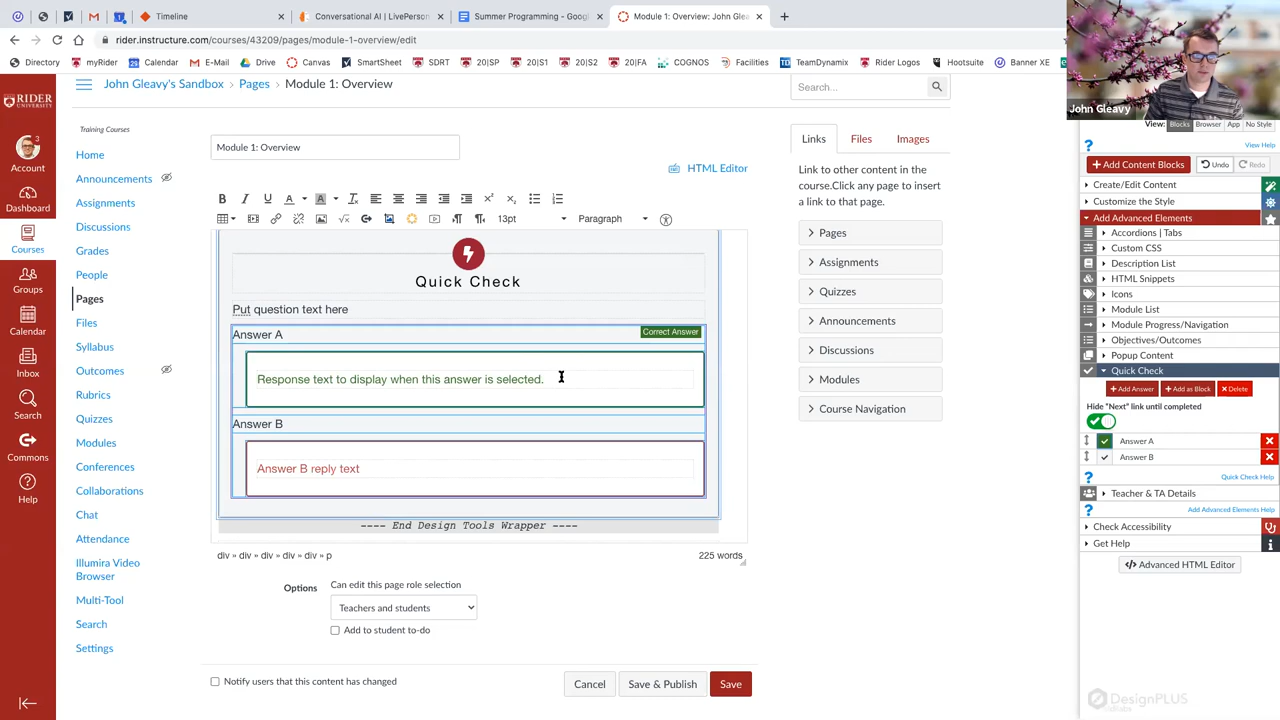 Timeline
Conversational AI | LivePerson
Summer Programming - Goog
Module 1: Overview: John Glea
rider.instructure.com/courses/43209/pages/module-1-overview/edit
Directory
myRider
Calendar
E-Mail
Drive
Canvas
SmartSheet
SDRT
20|SP
20|S1
20|S2
20|FA
COGNOS
Facilities
TeamDynamix
Rider Logos
Hootsuite
Banner XE
John Gleavy
RIDER
UNIVERSITY
3
Account
Dashboard
Courses
Groups
Calendar
Inbox
Search
Commons
Help
John Gleavy's Sandbox
Pages
Module 1: Overview
Training Courses
Home
Announcements
Assignments
Discussions
Grades
People
Pages
Files
Syllabus
Outcomes
Rubrics
Quizzes
Modules
Conferences
Collaborations
Chat
Attendance
Illumira Video
Browser
Multi-Tool
Search
Settings
Module 1: Overview
HTML Editor
13pt
Paragraph
Quick Check
Put question text here
Answer A
Correct Answer
Response text to display when this answer is selected.
Answer B
Answer B reply text
---- End Design Tools Wrapper ----
div » div » div » div » div » p
225 words
Options
Can edit this page role selection
Teachers and students
Add to student to-do
Notify users that this content has changed
Cancel
Save & Publish
Save
Search...
Links
Files
Images
Link to other content in the
course.Click any page to insert
a link to that page.
Pages
Assignments
Quizzes
Announcements
Discussions
Modules
Course Navigation
View:
Blocks
Browser
App
No Style
View Help
Add Content Blocks
Undo
Redo
Create/Edit Content
Customize the Style
Add Advanced Elements
Accordions | Tabs
Custom CSS
Description List
HTML Snippets
Icons
Module List
Module Progress/Navigation
Objectives/Outcomes
Popup Content
Quick Check
Add Answer
Add as Block
Delete
Hide "Next" link until completed
Answer A
Answer B
Quick Check Help
Teacher & TA Details
Add Advanced Elements Help
Check Accessibility
Get Help
</> Advanced HTML Editor
DesignPLUS